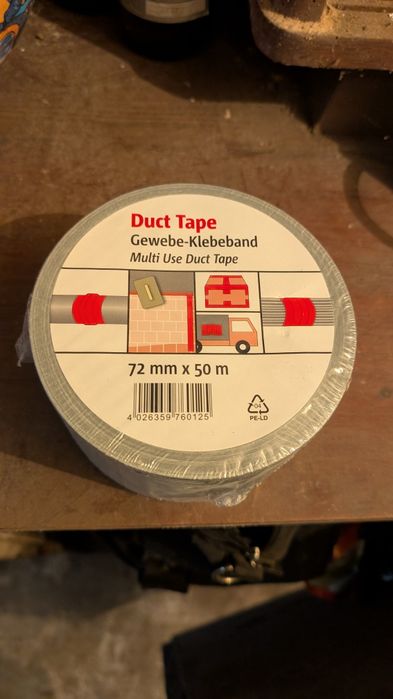 Duct Tape
Gewebe-Klebeband
Multi Use Duct Tape
72 mm x 50 m
4 026359 760125
04
PE-LD